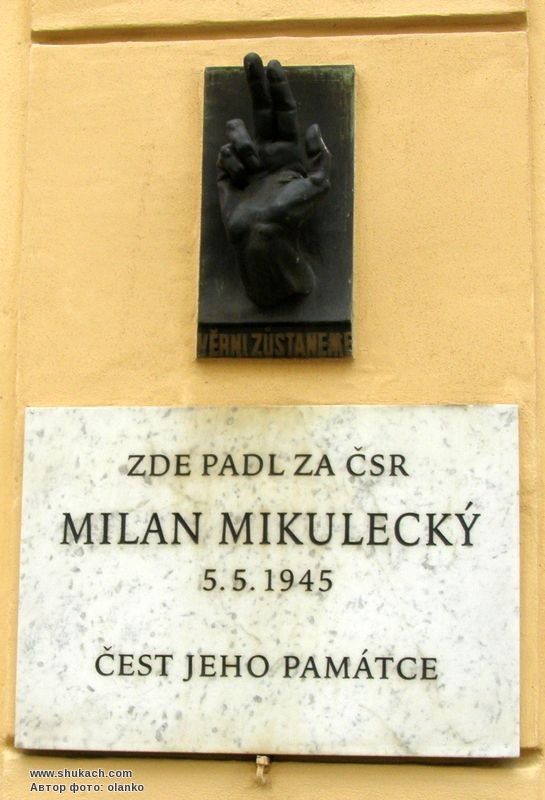 VĚRNI ZŮSTANEME
ZDE PADL ZA ČSR
MILAN MIKULECKÝ
5.5.1945
ČEST JEHO PAMÁTCE
www.shukach.com
Автор фото: olanko